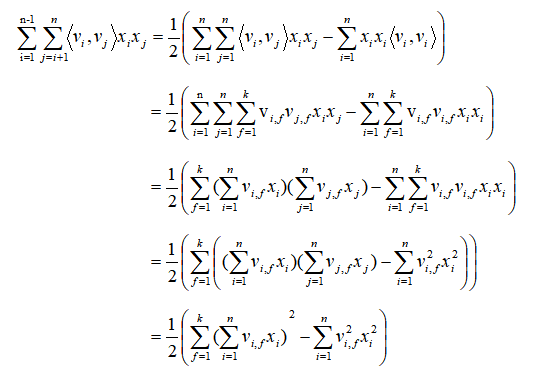 \sum_{i=1}^{n-1} \sum_{j=i+1}^{n} \langle v_i, v_j \rangle x_i x_j = \frac{1}{2} \left( \sum_{i=1}^{n} \sum_{j=1}^{n} \langle v_i, v_j \rangle x_i x_j - \sum_{i=1}^{n} x_i x_i \langle v_i, v_i \rangle \right)
= \frac{1}{2} \left( \sum_{i=1}^{n} \sum_{j=1}^{n} \sum_{f=1}^{k} v_{i,f} v_{j,f} x_i x_j - \sum_{i=1}^{n} \sum_{f=1}^{k} v_{i,f} v_{i,f} x_i x_i \right)
= \frac{1}{2} \left( \sum_{f=1}^{k} (\sum_{i=1}^{n} v_{i,f} x_i)(\sum_{j=1}^{n} v_{j,f} x_j) - \sum_{i=1}^{n} \sum_{f=1}^{k} v_{i,f} v_{i,f} x_i x_i \right)
= \frac{1}{2} \left( \sum_{f=1}^{k} \left( (\sum_{i=1}^{n} v_{i,f} x_i)(\sum_{j=1}^{n} v_{j,f} x_j) - \sum_{i=1}^{n} v_{i,f}^2 x_i^2 \right) \right)
= \frac{1}{2} \left( \sum_{f=1}^{k} (\sum_{i=1}^{n} v_{i,f} x_i)^2 - \sum_{i=1}^{n} v_{i,f}^2 x_i^2 \right)